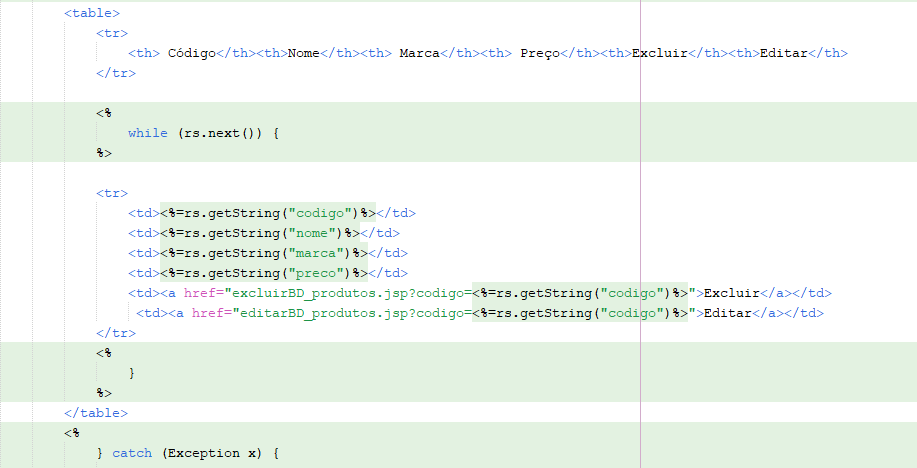 <table>
<tr>
<th> Código</th><th>Nome</th><th> Marca</th><th> Preço</th><th>Excluir</th><th>Editar</th>
</tr>
<%
while (rs.next()) {
%>
<tr>
<td><%=rs.getString("codigo")%></td>
<td><%=rs.getString("nome")%></td>
<td><%=rs.getString("marca")%></td>
<td><%=rs.getString("preco")%></td>
<td><a href="excluirBD_produtos.jsp?codigo=<%=rs.getString("codigo")%>">Excluir</a></td>
<td><a href="editarBD_produtos.jsp?codigo=<%=rs.getString("codigo")%>">Editar</a></td>
</tr>
<%
}
%>
</table>
<%
} catch (Exception x) {